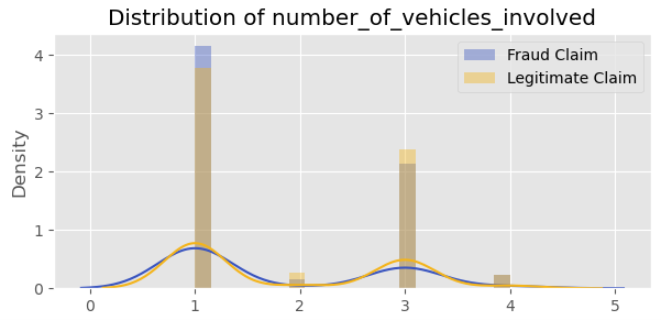 Distribution of number_of_vehicles_involved
Fraud Claim
Legitimate Claim
Density
4
3
2
1
0
0 1 2 3 4 5